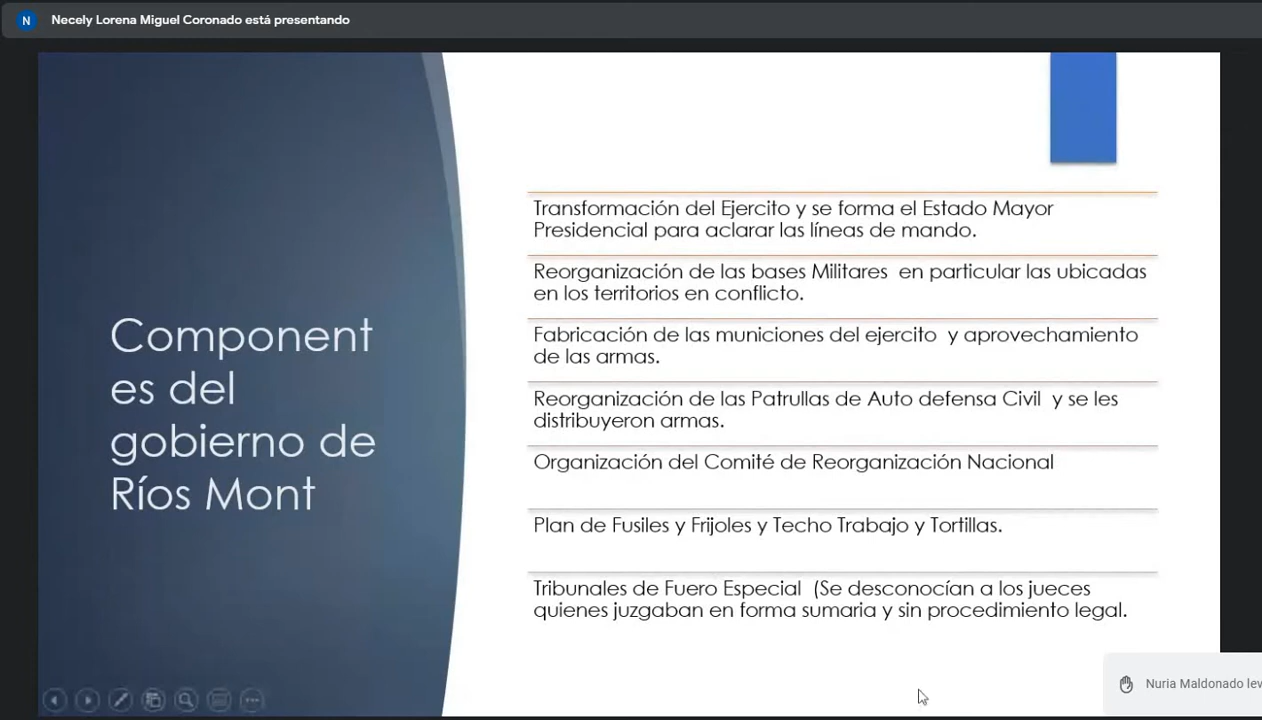 N Necely Lorena Miguel Coronado está presentando
Component
es del
gobierno de
Ríos Mont
Transformación del Ejercito y se forma el Estado Mayor
Presidencial para aclarar las líneas de mando.
Reorganización de las bases Militares en particular las ubicadas
en los territorios en conflicto.
Fabricación de las municiones del ejercito y aprovechamiento
de las armas.
Reorganización de las Patrullas de Auto defensa Civil y se les
distribuyeron armas.
Organización del Comité de Reorganización Nacional
Plan de Fusiles y Frijoles y Techo Trabajo y Tortillas.
Tribunales de Fuero Especial (Se desconocían a los jueces
quienes juzgaban en forma sumaria y sin procedimiento legal.
Nuria Maldonado lev